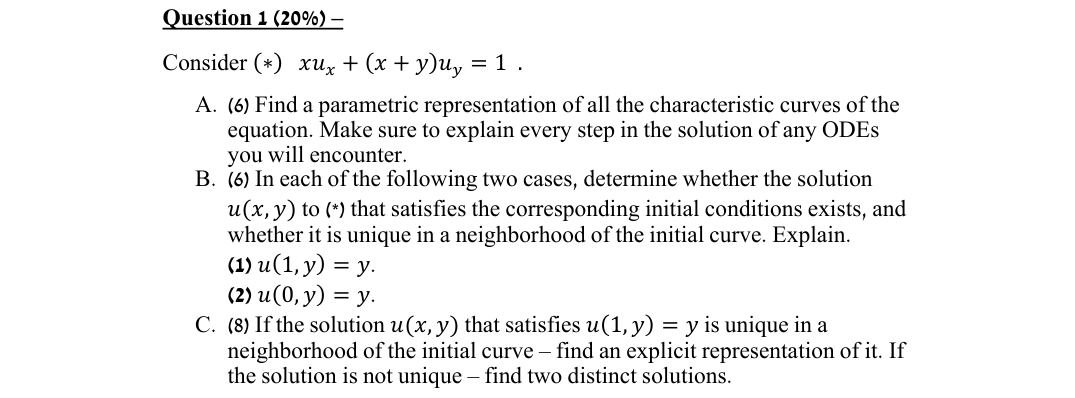 Question 1 (20%) –
Consider (∗) xuₓ + (x + y)u_y = 1 .
A. (6) Find a parametric representation of all the characteristic curves of the
equation. Make sure to explain every step in the solution of any ODEs
you will encounter.
B. (6) In each of the following two cases, determine whether the solution
u(x, y) to (*) that satisfies the corresponding initial conditions exists, and
whether it is unique in a neighborhood of the initial curve. Explain.
(1) u(1, y) = y.
(2) u(0, y) = y.
C. (8) If the solution u(x, y) that satisfies u(1, y) = y is unique in a
neighborhood of the initial curve – find an explicit representation of it. If
the solution is not unique – find two distinct solutions.